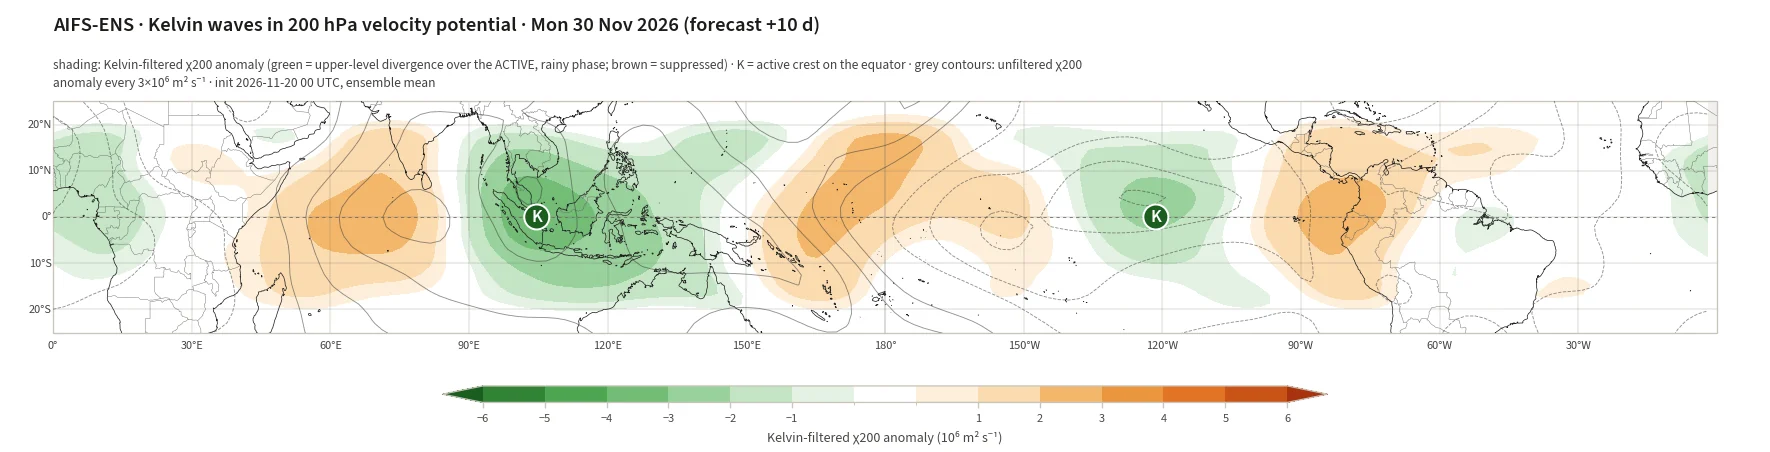 AIFS-ENS · Kelvin waves in 200 hPa velocity potential · Mon 30 Nov 2026 (forecast +10 d)
shading: Kelvin-filtered χ200 anomaly (green = upper-level divergence over the ACTIVE, rainy phase; brown = suppressed) · K = active crest on the equator · grey contours: unfiltered χ200
anomaly every 3×10⁶ m² s⁻¹ · init 2026-11-20 00 UTC, ensemble mean
20°N
10°N
0°
10°S
20°S
K K
0° 30°E 60°E 90°E 120°E 150°E 180° 150°W 120°W 90°W 60°W 30°W
−6 −5 −4 −3 −2 −1 1 2 3 4 5 6
Kelvin-filtered χ200 anomaly (10⁶ m² s⁻¹)